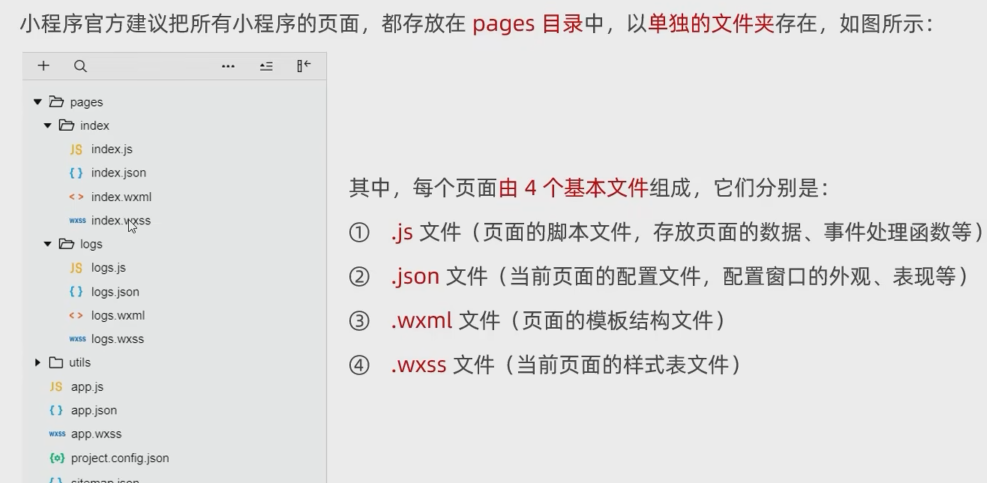 小程序官方建议把所有小程序的页面，都存放在 pages 目录中，以单独的文件夹存在，如图所示：
pages
index
JS index.js
{ } index.json
< > index.wxml
wxss index.wxss
logs
JS logs.js
{ } logs.json
< > logs.wxml
wxss logs.wxss
utils
JS app.js
{ } app.json
wxss app.wxss
project.config.json
其中，每个页面由 4 个基本文件组成，它们分别是：
① .js 文件（页面的脚本文件，存放页面的数据、事件处理函数等）
② .json 文件（当前页面的配置文件，配置窗口的外观、表现等）
③ .wxml 文件（页面的模板结构文件）
④ .wxss 文件（当前页面的样式表文件）